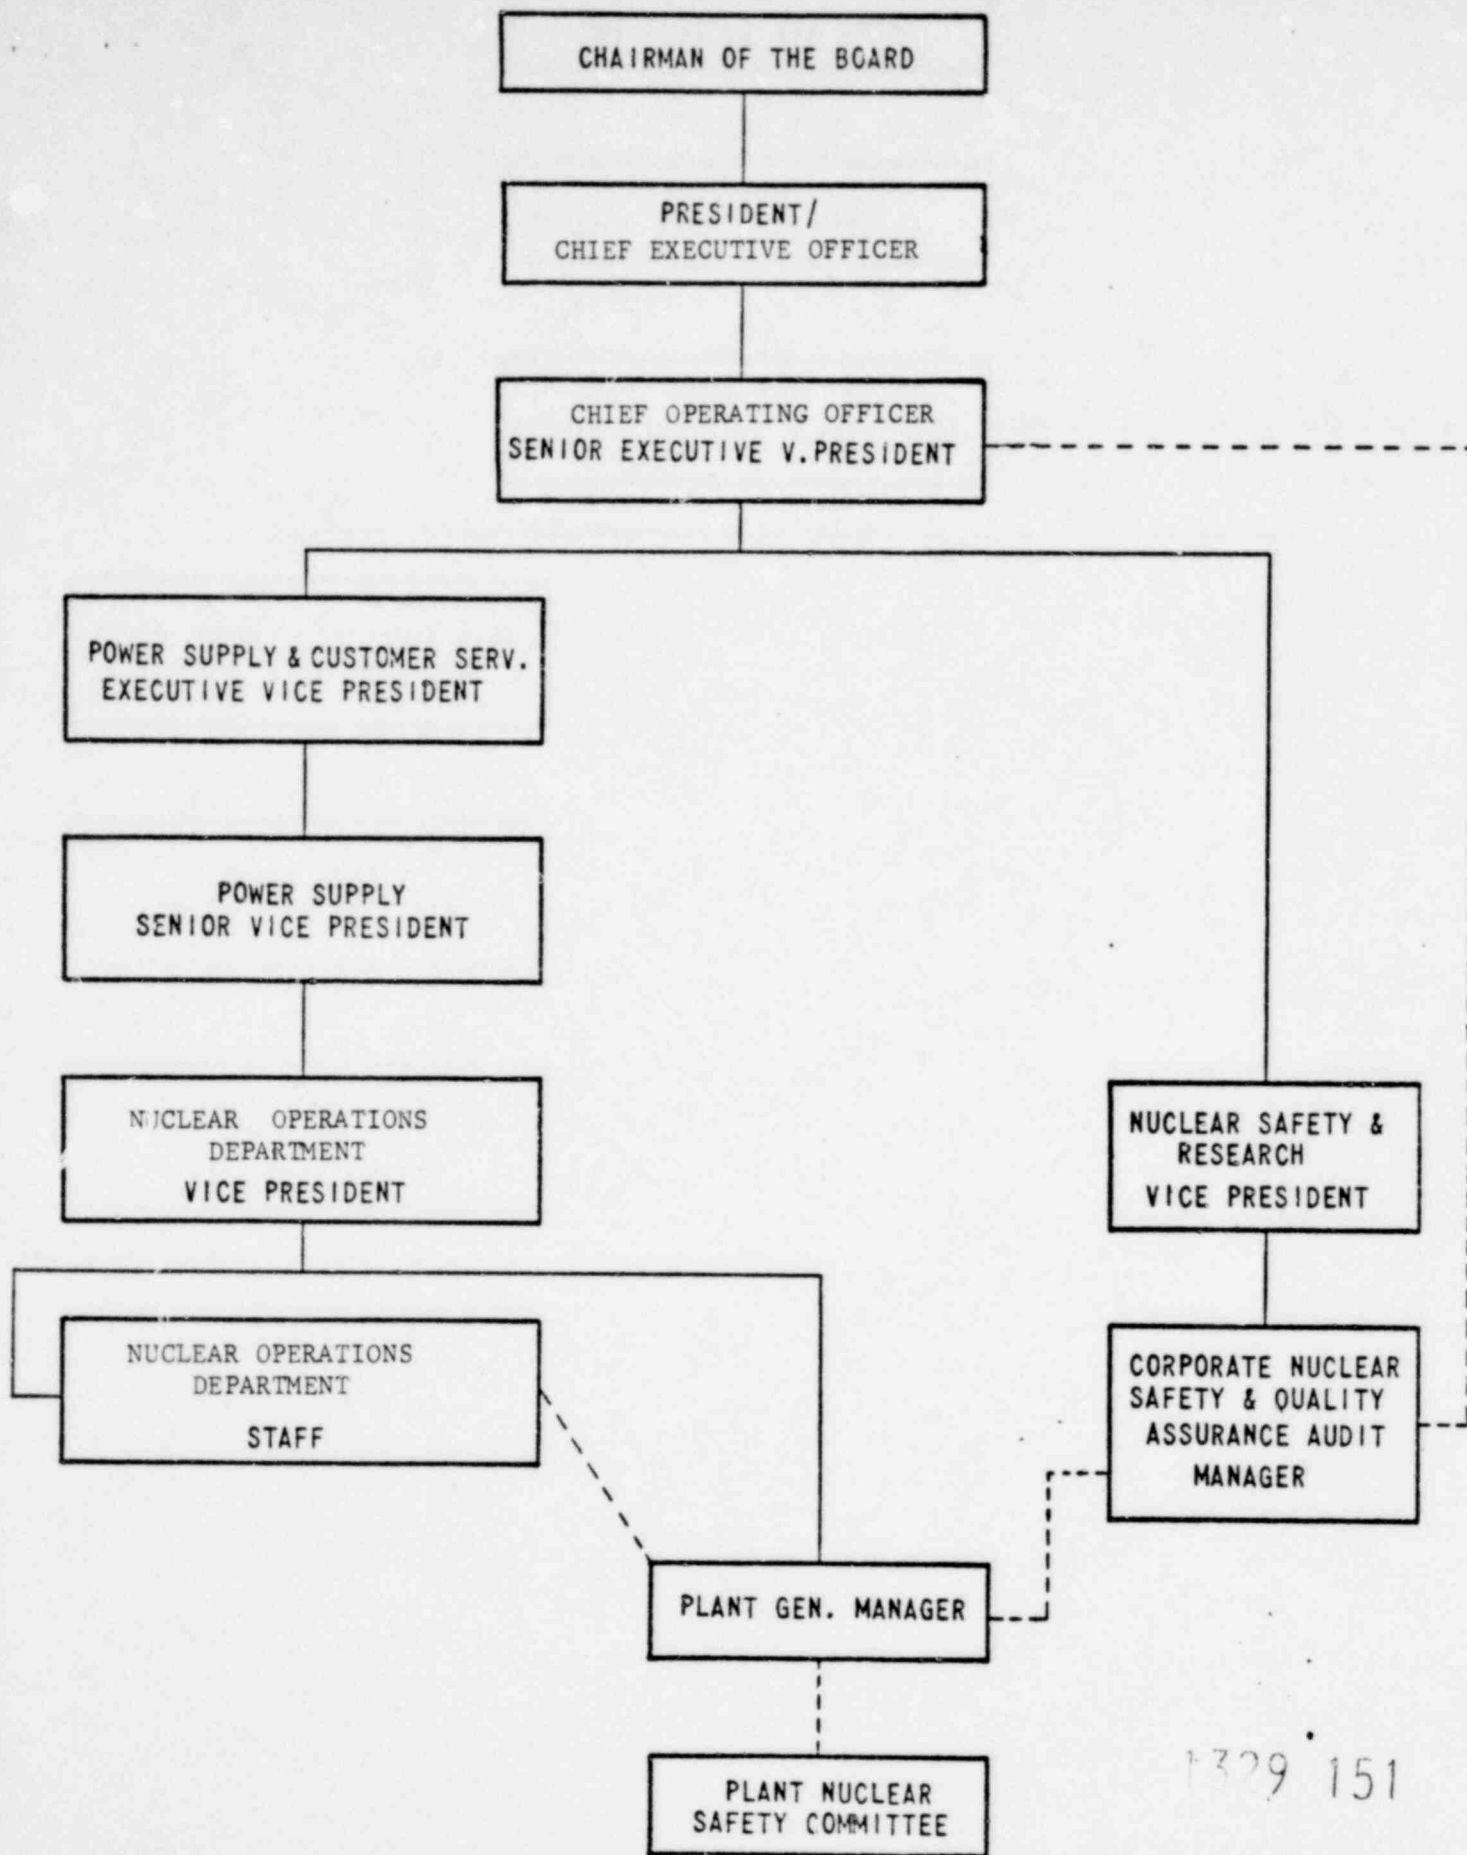 CHAIRMAN OF THE BOARD
PRESIDENT/
CHIEF EXECUTIVE OFFICER
CHIEF OPERATING OFFICER
SENIOR EXECUTIVE V.PRESIDENT
POWER SUPPLY & CUSTOMER SERV.
EXECUTIVE VICE PRESIDENT
POWER SUPPLY
SENIOR VICE PRESIDENT
NUCLEAR OPERATIONS
DEPARTMENT
VICE PRESIDENT
NUCLEAR SAFETY &
RESEARCH
VICE PRESIDENT
NUCLEAR OPERATIONS
DEPARTMENT
STAFF
CORPORATE NUCLEAR
SAFETY & QUALITY
ASSURANCE AUDIT
MANAGER
PLANT GEN. MANAGER
PLANT NUCLEAR
SAFETY COMMITTEE
1329 151